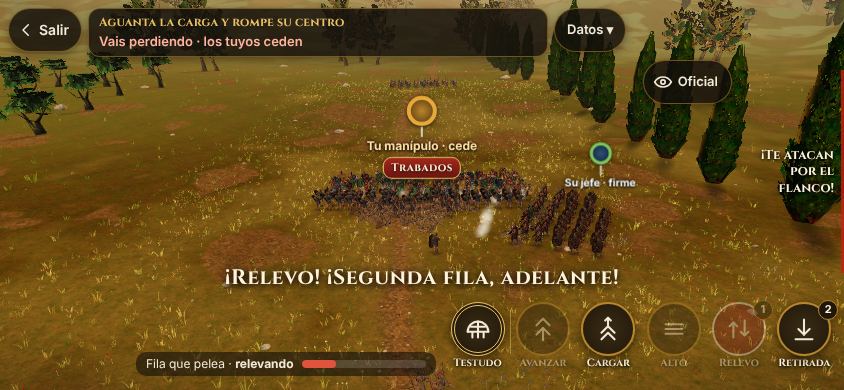 Salir
Aguanta la carga y rompe su centro
Vais perdiendo · los tuyos ceden
Datos ▾
Oficial
Tu manípulo · cede
Trabados
Su jefe · firme
¡Te atacan
por el
flanco!
¡Relevo! ¡Segunda fila, adelante!
1
2
Testudo
Avanzar
Cargar
Alto
Relevo
Retirada
Fila que pelea · relevando